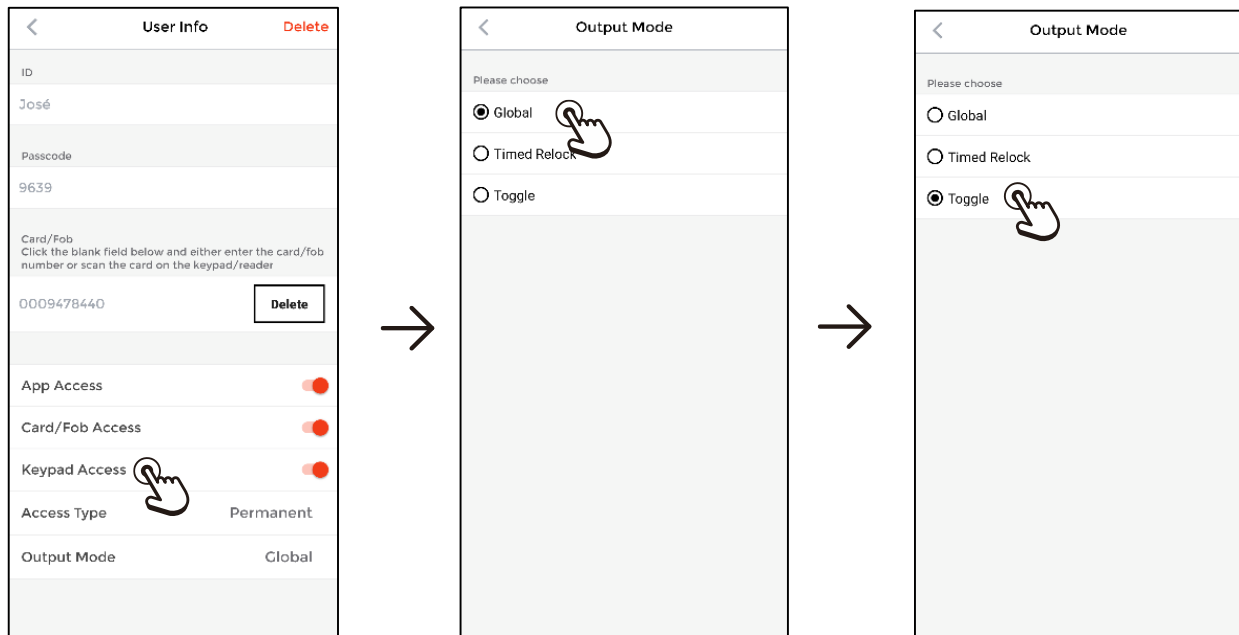 User Info
Delete
ID
José
Passcode
9639
Card/Fob
Click the blank field below and either enter the card/fob
number or scan the card on the keypad/reader
0009478440
Delete
App Access
Card/Fob Access
Keypad Access
Access Type
Permanent
Output Mode
Global
Output Mode
Please choose
Global
Timed Relock
Toggle
Output Mode
Please choose
Global
Timed Relock
Toggle